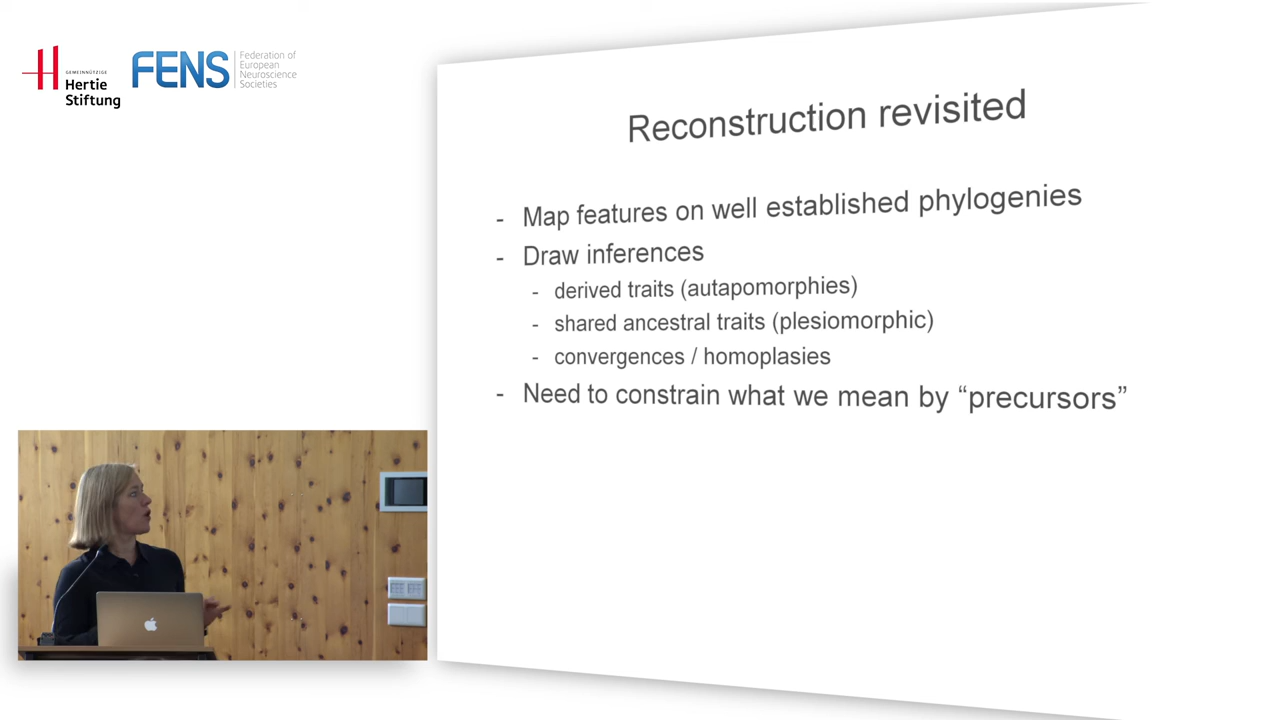 GEMEINNÜTZIGE
Hertie
Stiftung
FENS
Federation of
European
Neuroscience
Societies
Reconstruction revisited
- Map features on well established phylogenies
- Draw inferences
- derived traits (autapomorphies)
- shared ancestral traits (plesiomorphic)
- convergences / homoplasies
- Need to constrain what we mean by “precursors”